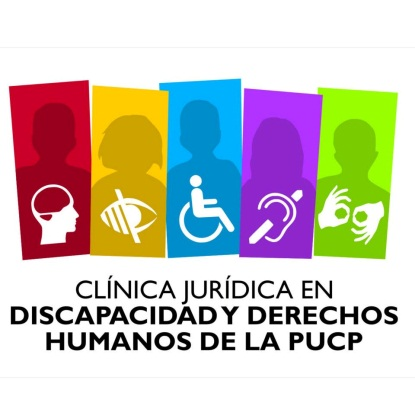 CLÍNICA JURÍDICA EN
DISCAPACIDAD Y DERECHOS
HUMANOS DE LA PUCP